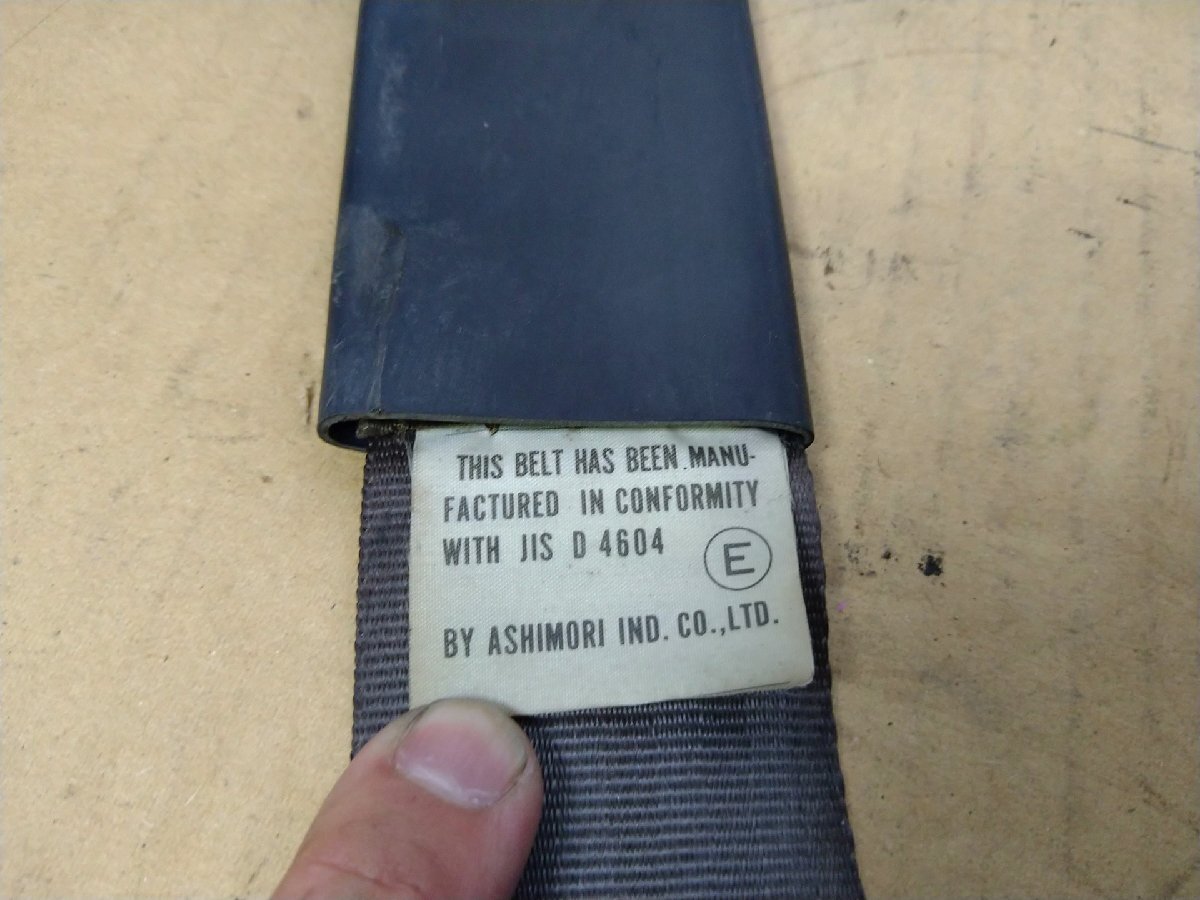 THIS BELT HAS BEEN MANU-
FACTURED IN CONFORMITY
WITH JIS D 4604
E
BY ASHIMORI IND. CO.,LTD.